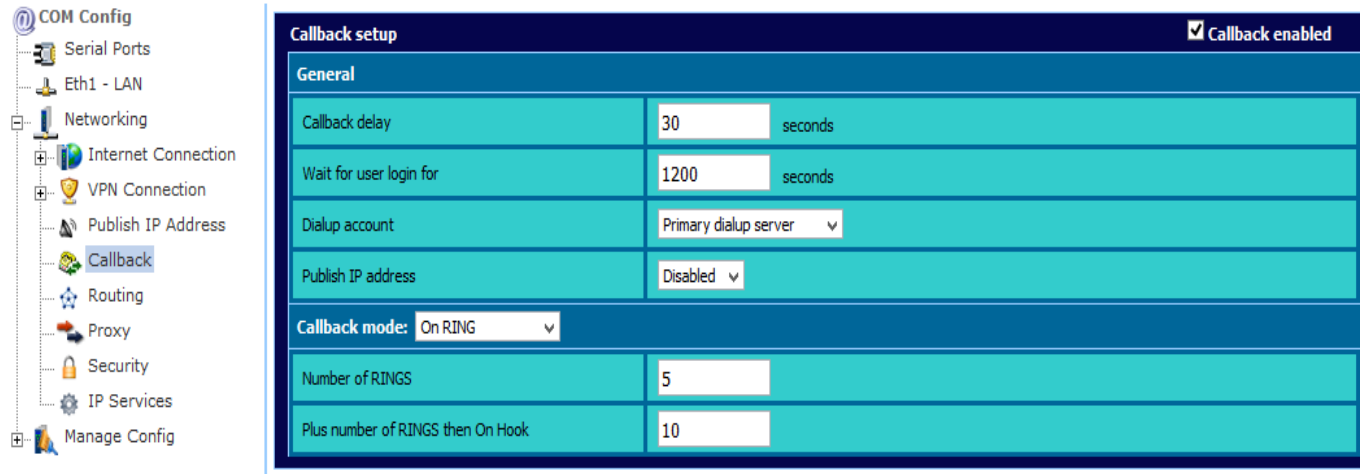 COM Config
Serial Ports
Eth1 - LAN
Networking
Internet Connection
VPN Connection
Publish IP Address
Callback
Routing
Proxy
Security
IP Services
Manage Config
Callback setup Callback enabled
General
Callback delay 30 seconds
Wait for user login for 1200 seconds
Dialup account Primary dialup server
Publish IP address Disabled
Callback mode: On RING
Number of RINGS 5
Plus number of RINGS then On Hook 10